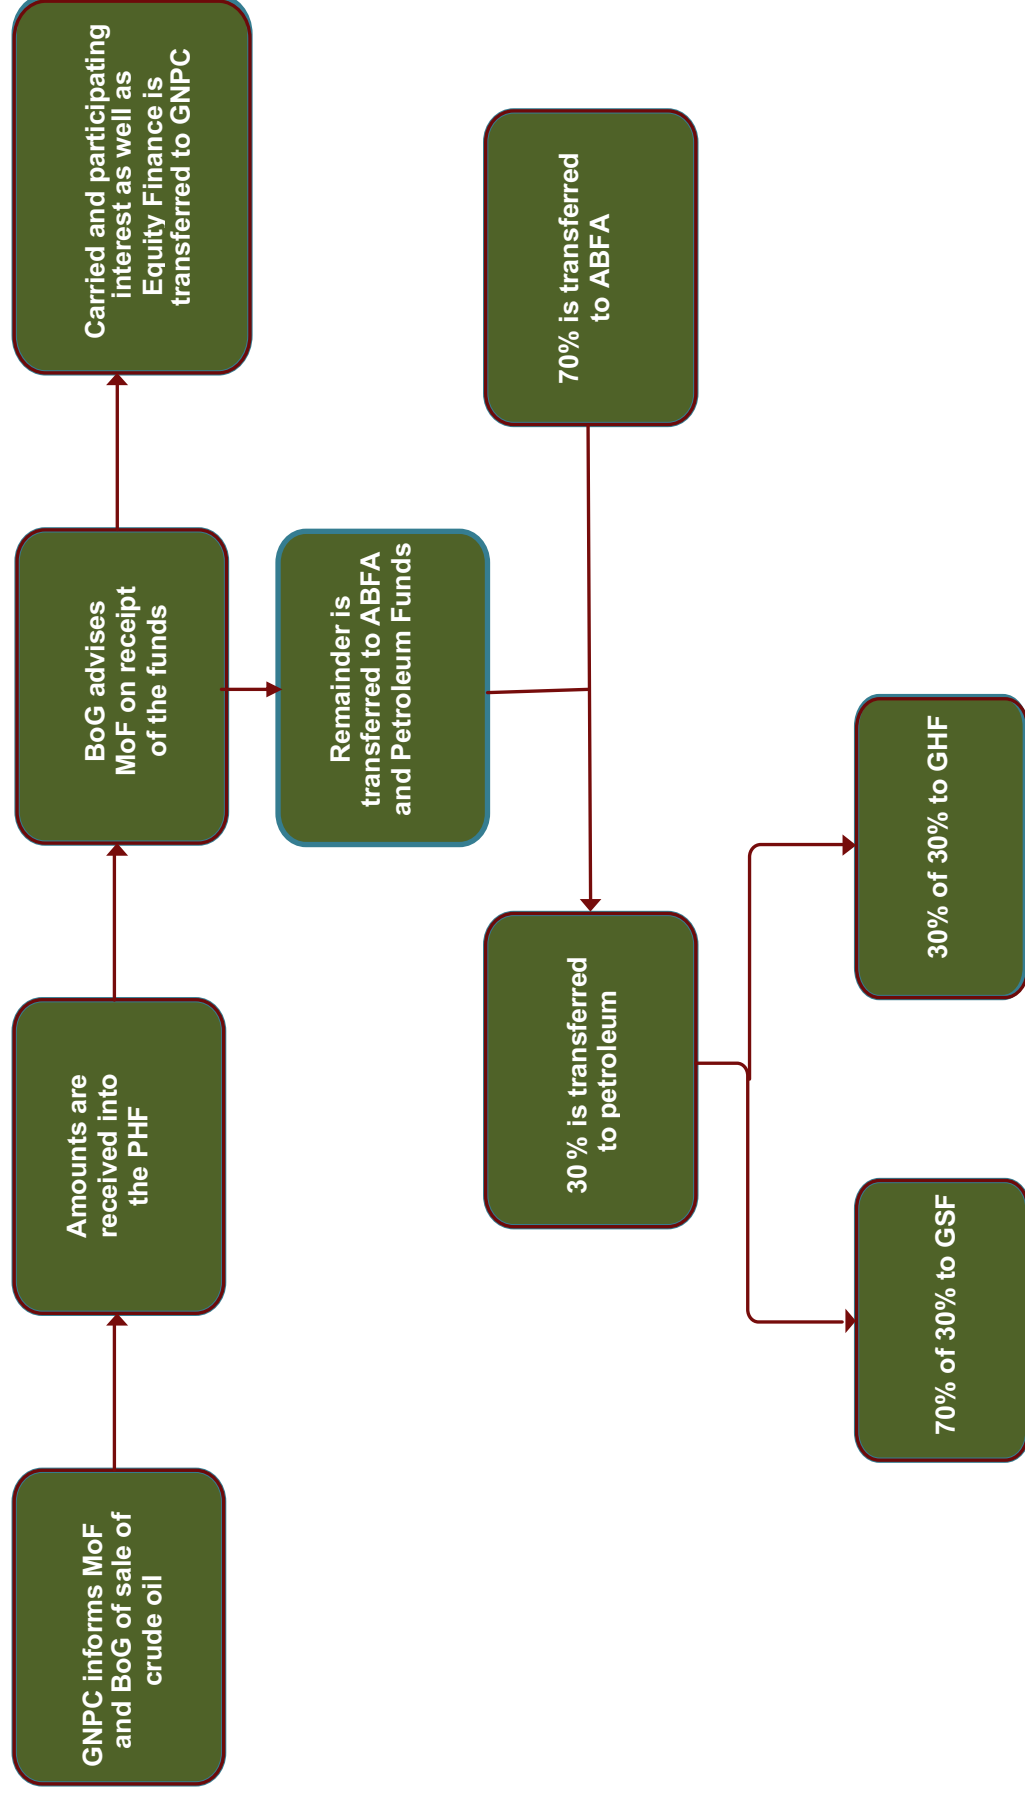 GNPC informs MoF
and BoG of sale of
crude oil
Amounts are
received into
the PHF
BoG advises
MoF on receipt
of the funds
Carried and participating
interest as well as
Equity Finance is
transferred to GNPC
Remainder is
transferred to ABFA
and Petroleum Funds
30% is transferred
to petroleum
70% is transferred
to ABFA
70% of 30% to GSF
30% of 30% to GHF